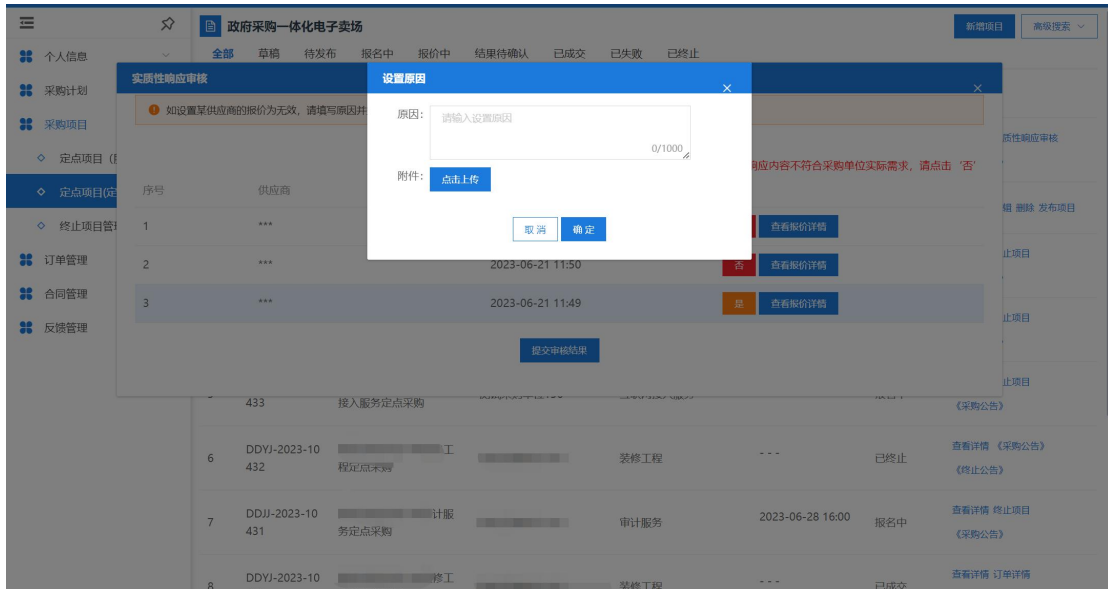 政府采购一体化电子卖场
新增项目 高级搜索
个人信息
采购计划
采购项目
定点项目
定点项目(定
终止项目管
订单管理
合同管理
反馈管理
全部 草稿 待发布 报名中 报价中 结果待确认 已成交 已失败 已终止
实质性响应审核
如设置某供应商的报价为无效，请填写原因并
响应内容不符合采购单位实际需求，请点击‘否’
序号 供应商
1 *** 查看报价详情
2 *** 2023-06-21 11:50 否 查看报价详情
3 *** 2023-06-21 11:49 是 查看报价详情
提交审核结果
设置原因
原因： 请输入设置原因
0/1000
附件： 点击上传
取消 确定
质性响应审核
删除 发布项目
止项目
止项目
止项目
433 接入服务定点采购
《采购公告》
6 DDYJ-2023-10 工 装修工程 - - - 已终止 查看详情 《采购公告》
432 程定点采购 《终止公告》
7 DDJJ-2023-10 计服 审计服务 2023-06-28 16:00 报名中 查看详情 终止项目
431 务定点采购 《采购公告》
8 DDYJ-2023-10 修工 装修工程 - - - 已成交 查看详情 订单详情